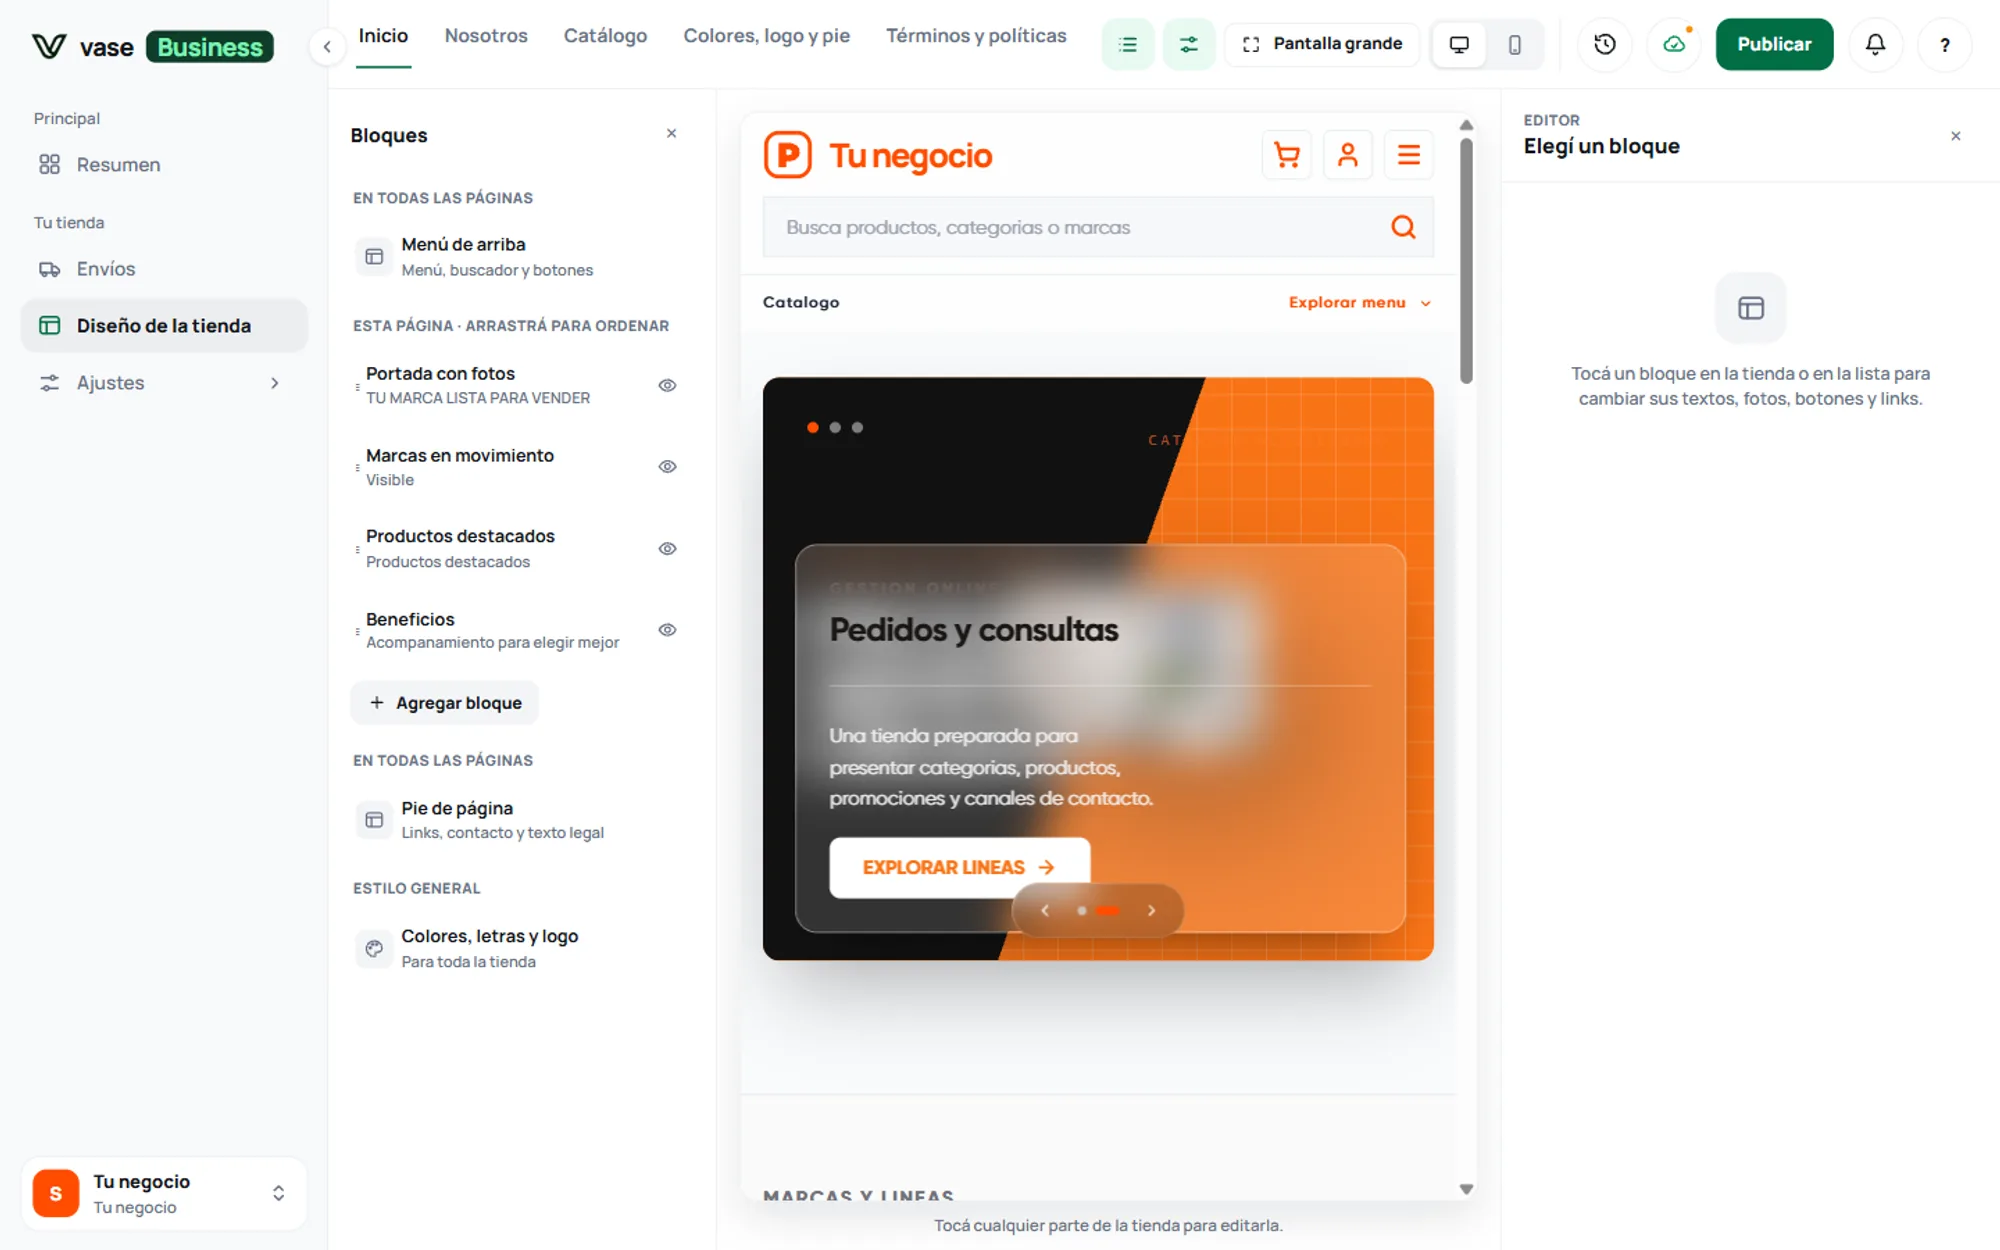 vase Business
Principal
Resumen
Tu tienda
Envíos
Diseño de la tienda
Ajustes
S
Tu negocio
Tu negocio
Inicio
Nosotros
Catálogo
Colores, logo y pie
Términos y políticas
Pantalla grande
Publicar
?
Bloques
EN TODAS LAS PÁGINAS
Menú de arriba
Menú, buscador y botones
ESTA PÁGINA · ARRASTRÁ PARA ORDENAR
Portada con fotos
TU MARCA LISTA PARA VENDER
Marcas en movimiento
Visible
Productos destacados
Productos destacados
Beneficios
Acompanamiento para elegir mejor
+ Agregar bloque
EN TODAS LAS PÁGINAS
Pie de página
Links, contacto y texto legal
ESTILO GENERAL
Colores, letras y logo
Para toda la tienda
P
Tu negocio
Busca productos, categorias o marcas
Catalogo
Explorar menu
CAT
GESTION ONLINE
Pedidos y consultas
Una tienda preparada para
presentar categorias, productos,
promociones y canales de contacto.
EXPLORAR LINEAS →
MARCAS Y LINEAS
Tocá cualquier parte de la tienda para editarla.
EDITOR
Elegí un bloque
Tocá un bloque en la tienda o en la lista para
cambiar sus textos, fotos, botones y links.